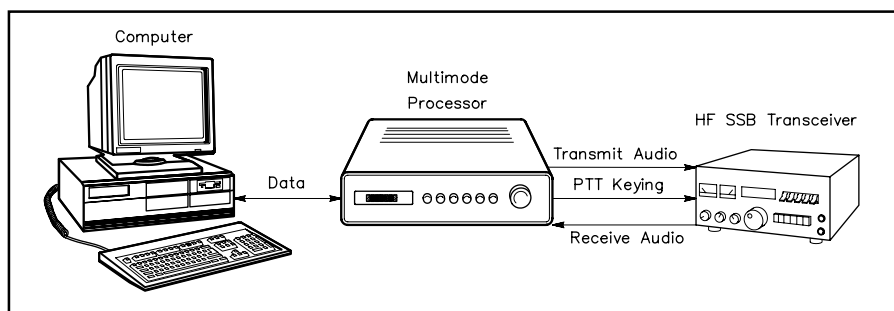 Computer
Multimode
Processor
HF SSB Transceiver
Transmit Audio
Data
PTT Keying
Receive Audio